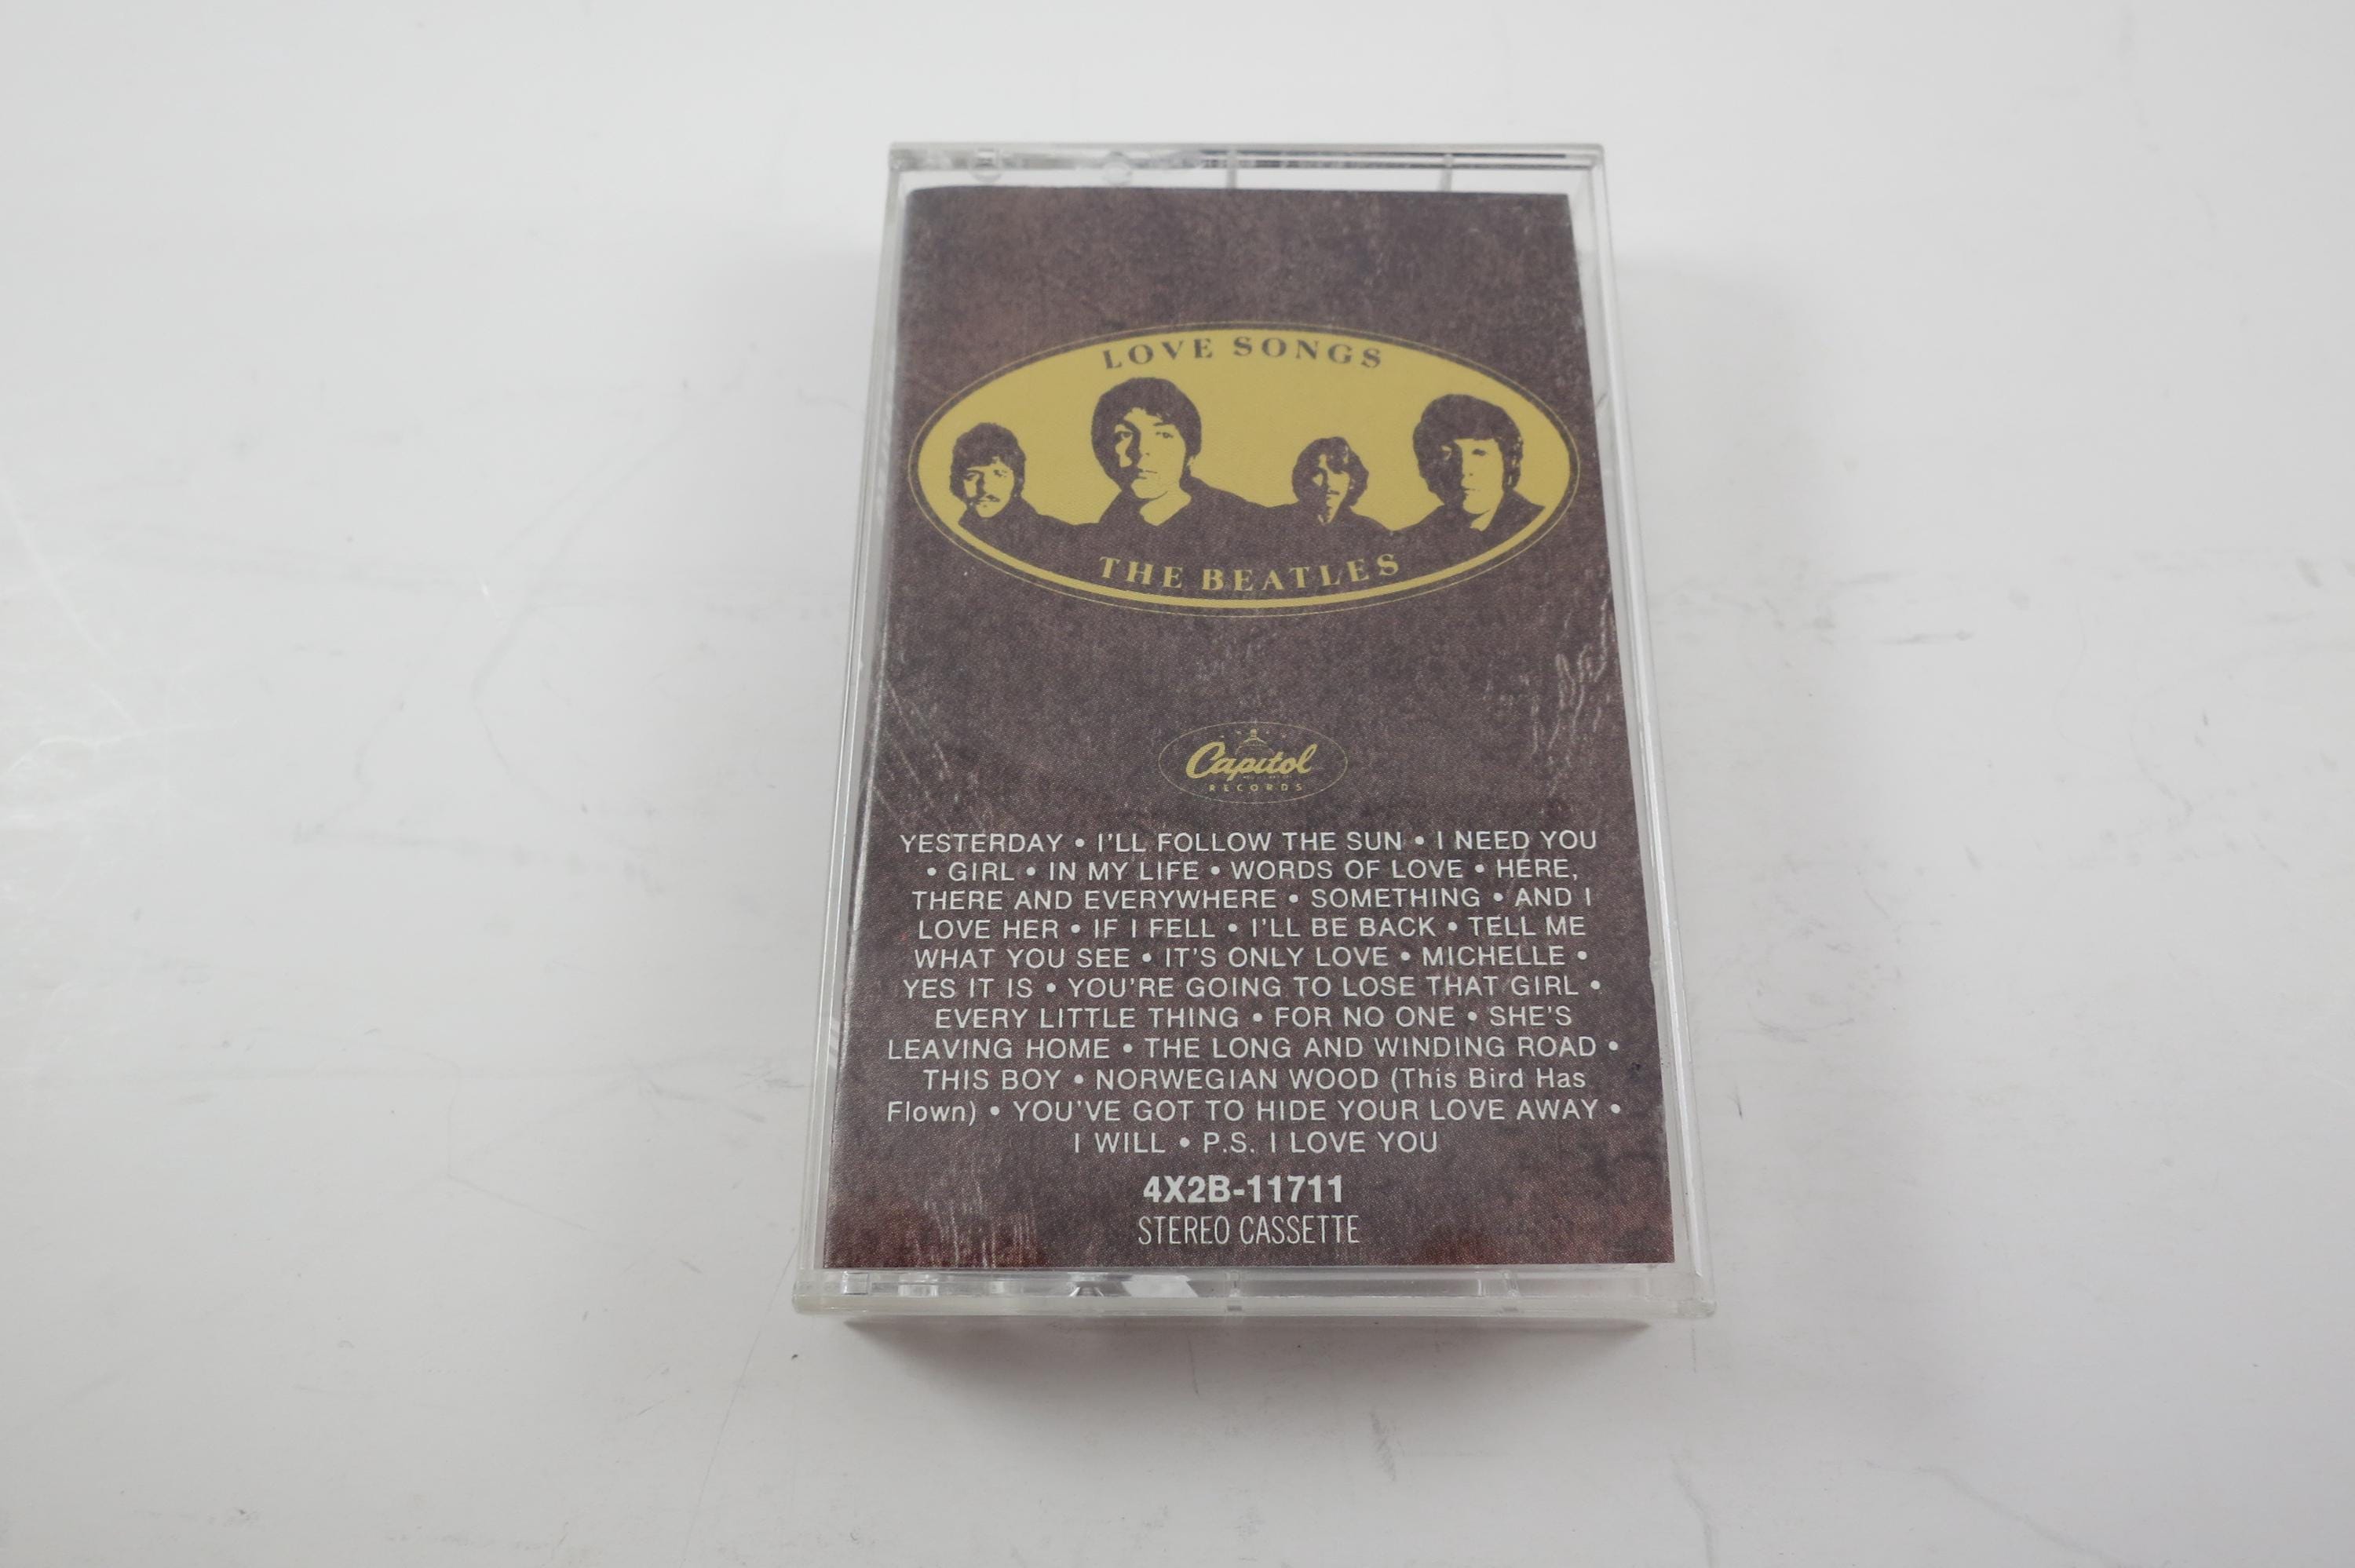 LOVE SONGS
THE BEATLES
Capitol
RECORDS
YESTERDAY • I'LL FOLLOW THE SUN • I NEED YOU
• GIRL • IN MY LIFE • WORDS OF LOVE • HERE,
THERE AND EVERYWHERE • SOMETHING • AND I
LOVE HER • IF I FELL • I'LL BE BACK • TELL ME
WHAT YOU SEE • IT'S ONLY LOVE • MICHELLE •
YES IT IS • YOU'RE GOING TO LOSE THAT GIRL •
EVERY LITTLE THING • FOR NO ONE • SHE'S
LEAVING HOME • THE LONG AND WINDING ROAD •
THIS BOY • NORWEGIAN WOOD (This Bird Has
Flown) • YOU'VE GOT TO HIDE YOUR LOVE AWAY •
I WILL • P.S. I LOVE YOU
4X2B-11711
STEREO CASSETTE